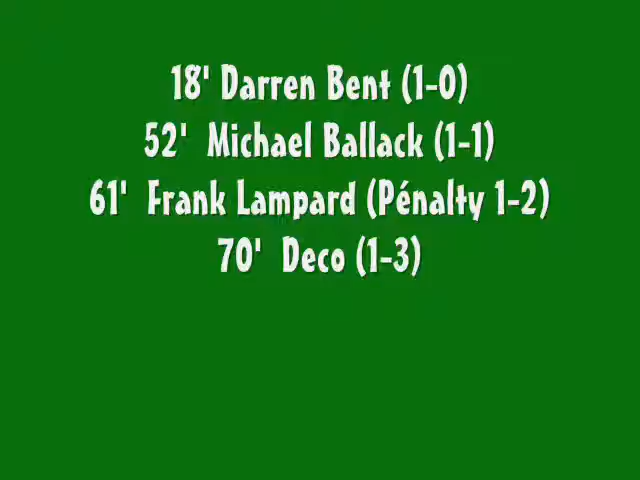 18' Darren Bent (1-0)
52' Michael Ballack (1-1)
61' Frank Lampard (Pénalty 1-2)
70' Deco (1-3)